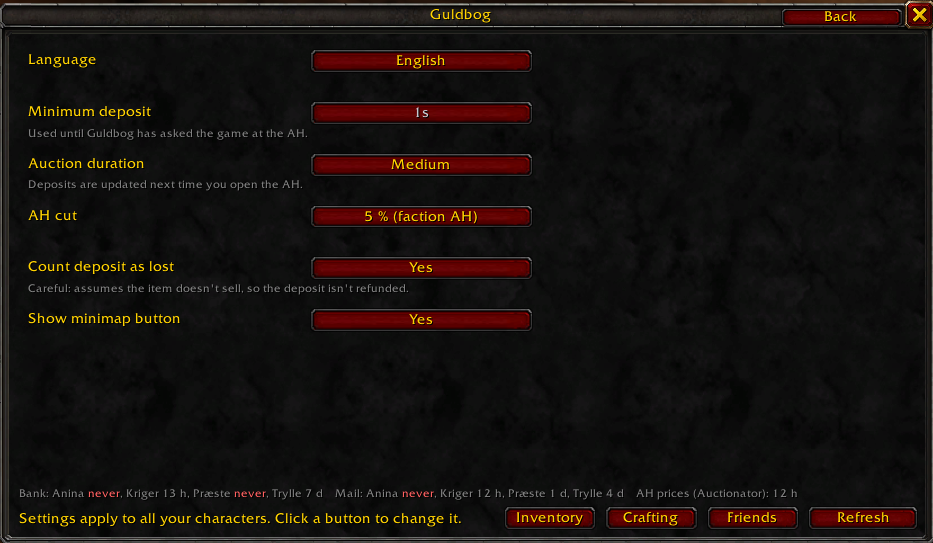 Guldbog
Back
Language
English
Minimum deposit
1s
Used until Guldbog has asked the game at the AH.
Auction duration
Medium
Deposits are updated next time you open the AH.
AH cut
5 % (faction AH)
Count deposit as lost
Yes
Careful: assumes the item doesn't sell, so the deposit isn't refunded.
Show minimap button
Yes
Bank: Anina never, Kriger 13 h, Præste never, Trylle 7 d   Mail: Anina never, Kriger 12 h, Præste 1 d, Trylle 4 d   AH prices (Auctionator): 12 h
Settings apply to all your characters. Click a button to change it.
Inventory
Crafting
Friends
Refresh